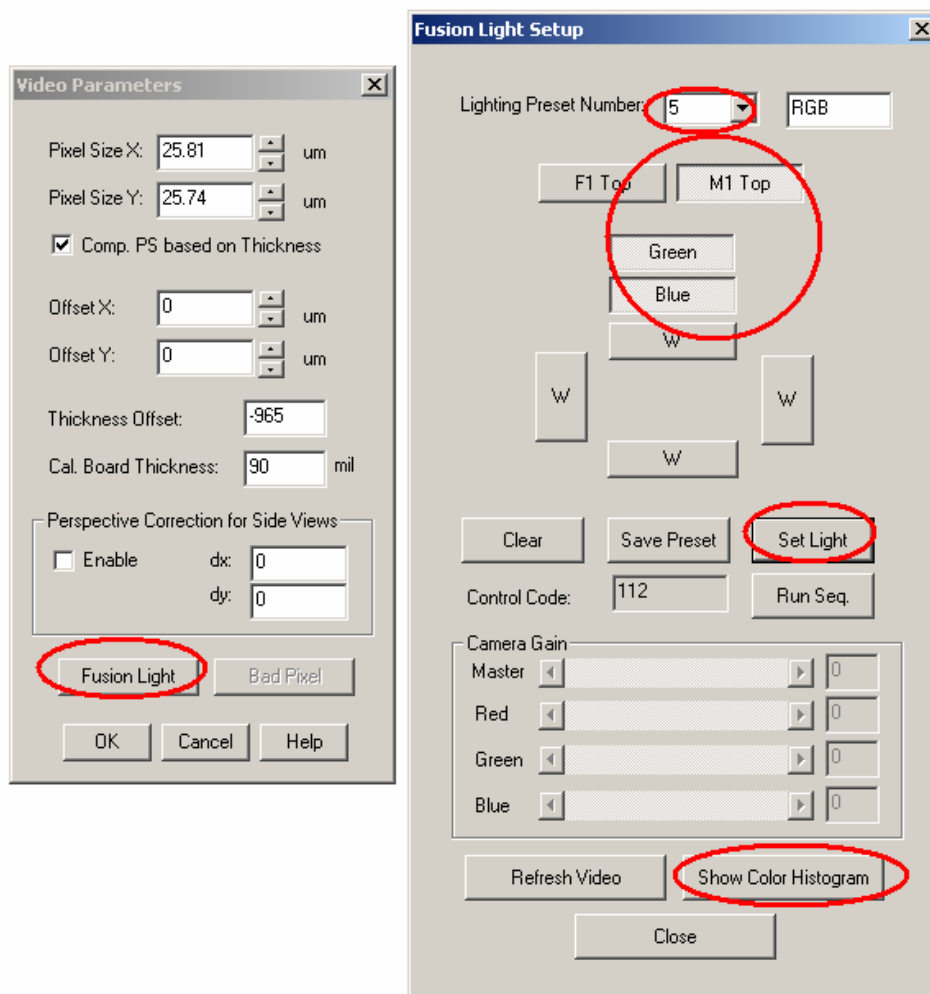 Video Parameters
Pixel Size X: 25.81 um
Pixel Size Y: 25.74 um
Comp. PS based on Thickness
Offset X: 0 um
Offset Y: 0 um
Thickness Offset: -965
Cal. Board Thickness: 90 mil
Perspective Correction for Side Views
Enable dx: 0
dy: 0
Fusion Light Bad Pixel
OK Cancel Help
Fusion Light Setup
Lighting Preset Number: 5 RGB
F1 Top M1 Top
Green
Blue
W
W W
W
Clear Save Preset Set Light
Control Code: 112 Run Seq.
Camera Gain
Master 0
Red 0
Green 0
Blue 0
Refresh Video Show Color Histogram
Close